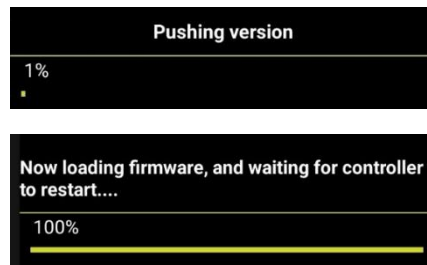 Pushing version
1%
Now loading firmware, and waiting for controller
to restart....
100%